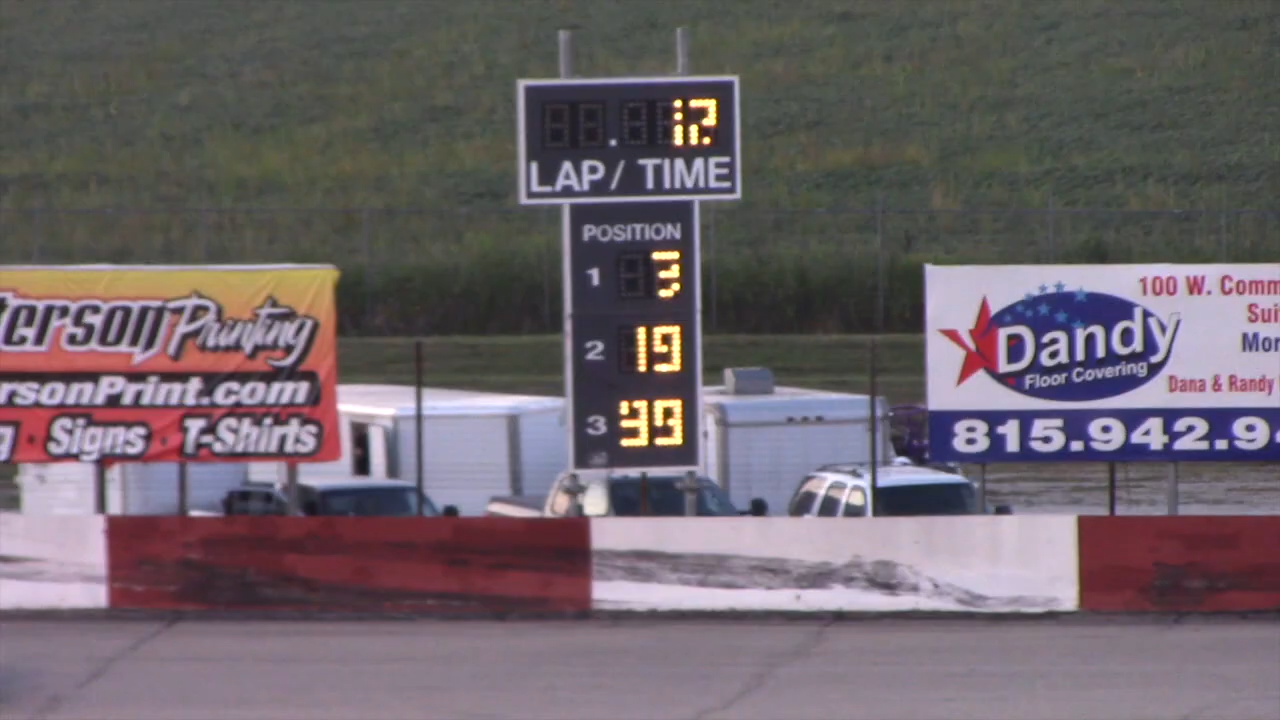 17
LAP/ TIME
POSITION
1 3
2 19
3 39
terson Printing
rsonPrint.com
g · Signs · T-Shirts
Dandy
Floor Covering
100 W. Comm
Sui
Mor
Dana & Randy
815.942.92